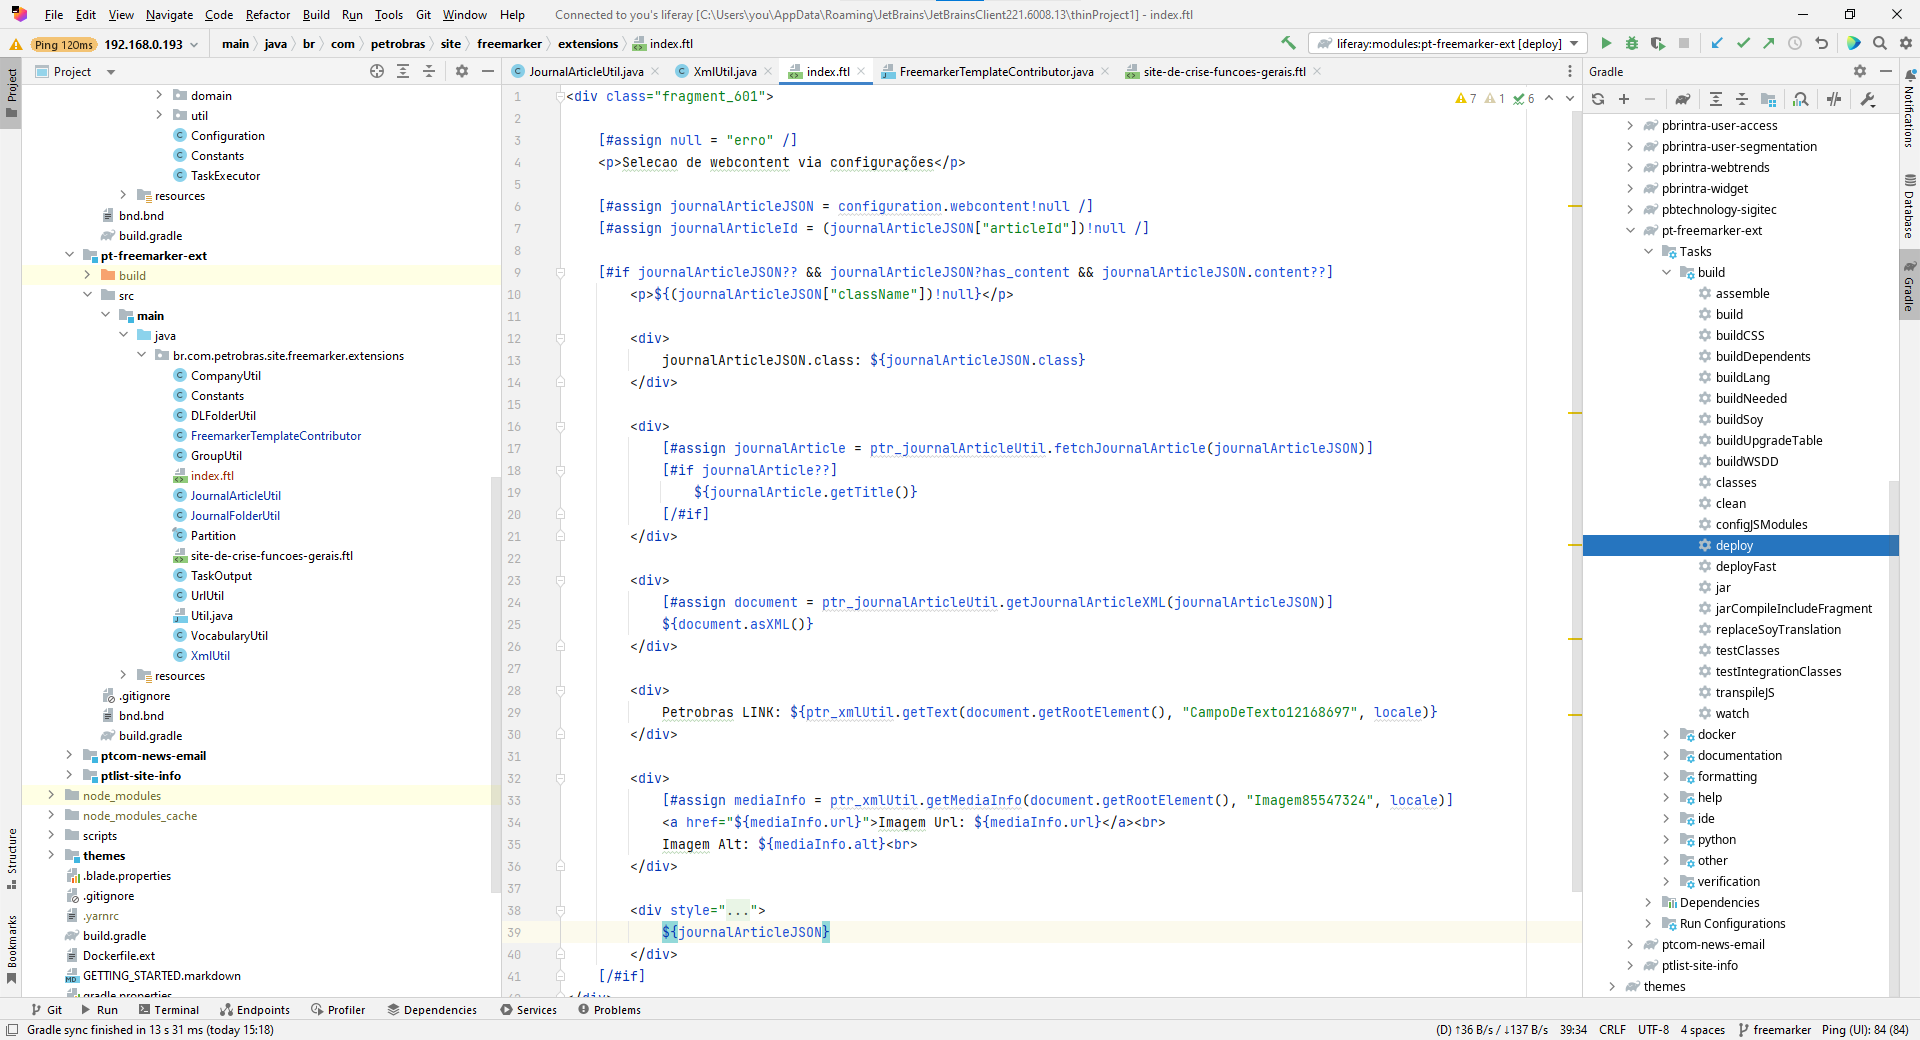 File Edit View Navigate Code Refactor Build Run Tools Git Window Help Connected to you's liferay [C:\Users\you\AppData\Roaming\JetBrains\JetBrainsClient221.6008.13\thinProject1] - index.ftl
Ping 120ms 192.168.0.193 main java br com petrobras site freemarker extensions index.ftl liferay:modules:pt-freemarker-ext [deploy]
Project
Project
JournalArticleUtil.java XmlUtil.java index.ftl FreemarkerTemplateContributor.java site-de-crise-funcoes-gerais.ftl
Gradle
domain
util
Configuration
Constants
TaskExecutor
resources
bnd.bnd
build.gradle
pt-freemarker-ext
build
src
main
java
br.com.petrobras.site.freemarker.extensions
CompanyUtil
Constants
DLFolderUtil
FreemarkerTemplateContributor
GroupUtil
index.ftl
JournalArticleUtil
JournalFolderUtil
Partition
site-de-crise-funcoes-gerais.ftl
TaskOutput
UrlUtil
Util.java
VocabularyUtil
XmlUtil
resources
.gitignore
bnd.bnd
build.gradle
ptcom-news-email
ptlist-site-info
node_modules
node_modules_cache
scripts
themes
.blade.properties
.gitignore
.yarnrc
build.gradle
Dockerfile.ext
GETTING_STARTED.markdown
gradle.properties
Structure
Bookmarks
7 1 6
1 <div class="fragment_601">
2
3 [#assign null = "erro" /]
4 <p>Selecao de webcontent via configurações</p>
5
6 [#assign journalArticleJSON = configuration.webcontent!null /]
7 [#assign journalArticleId = (journalArticleJSON["articleId"])!null /]
8
9 [#if journalArticleJSON?? && journalArticleJSON?has_content && journalArticleJSON.content??]
10 <p>${(journalArticleJSON["className"])!null}</p>
11
12 <div>
13 journalArticleJSON.class: ${journalArticleJSON.class}
14 </div>
15
16 <div>
17 [#assign journalArticle = ptr_journalArticleUtil.fetchJournalArticle(journalArticleJSON)]
18 [#if journalArticle??]
19 ${journalArticle.getTitle()}
20 [/#if]
21 </div>
22
23 <div>
24 [#assign document = ptr_journalArticleUtil.getJournalArticleXML(journalArticleJSON)]
25 ${document.asXML()}
26 </div>
27
28 <div>
29 Petrobras LINK: ${ptr_xmlUtil.getText(document.getRootElement(), "CampoDeTexto12168697", locale)}
30 </div>
31
32 <div>
33 [#assign mediaInfo = ptr_xmlUtil.getMediaInfo(document.getRootElement(), "Imagem85547324", locale)]
34 <a href="${mediaInfo.url}">Imagem Url: ${mediaInfo.url}</a><br>
35 Imagem Alt: ${mediaInfo.alt}<br>
36 </div>
37
38 <div style="...">
39 ${journalArticleJSON}
40 </div>
41 [/#if]
42 </div>
pbrintra-user-access
pbrintra-user-segmentation
pbrintra-webtrends
pbrintra-widget
pbtechnology-sigitec
pt-freemarker-ext
Tasks
build
assemble
build
buildCSS
buildDependents
buildLang
buildNeeded
buildSoy
buildUpgradeTable
buildWSDD
classes
clean
configJSModules
deploy
deployFast
jar
jarCompileIncludeFragment
replaceSoyTranslation
testClasses
testIntegrationClasses
transpileJS
watch
docker
documentation
formatting
help
ide
python
other
verification
Dependencies
Run Configurations
ptcom-news-email
ptlist-site-info
themes
Notifications
Database
Gradle
Git Run Terminal Endpoints Profiler Dependencies Services Problems
Gradle sync finished in 13 s 31 ms (today 15:18) (D) ↑36 B/s / ↓137 B/s 39:34 CRLF UTF-8 4 spaces freemarker Ping (UI): 84 (84)